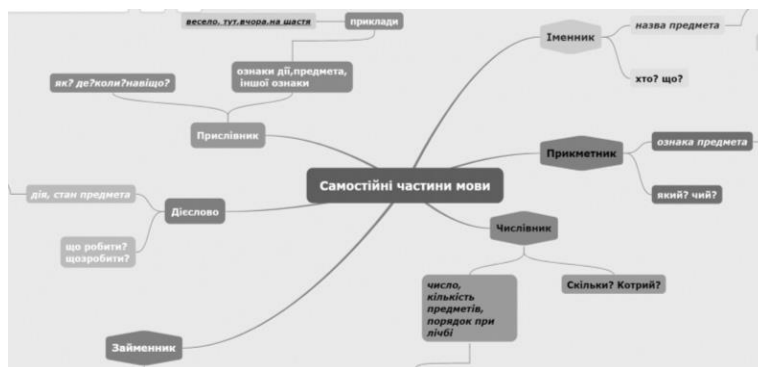 весело, тут,вчора,на шастя
приклади
ознаки дії,предмета,
іншої ознаки
як? де?коли?навіщо?
Прислівник
Іменник
назва предмета
хто? що?
Самостійні частини мови
Прикметник
ознака предмета
який? чий?
дія, стан предмета
Дієслово
що робити?
щозробити?
Числівник
число,
кількість
предметів,
порядок при
лічбі
Скільки? Котрий?
Займенник